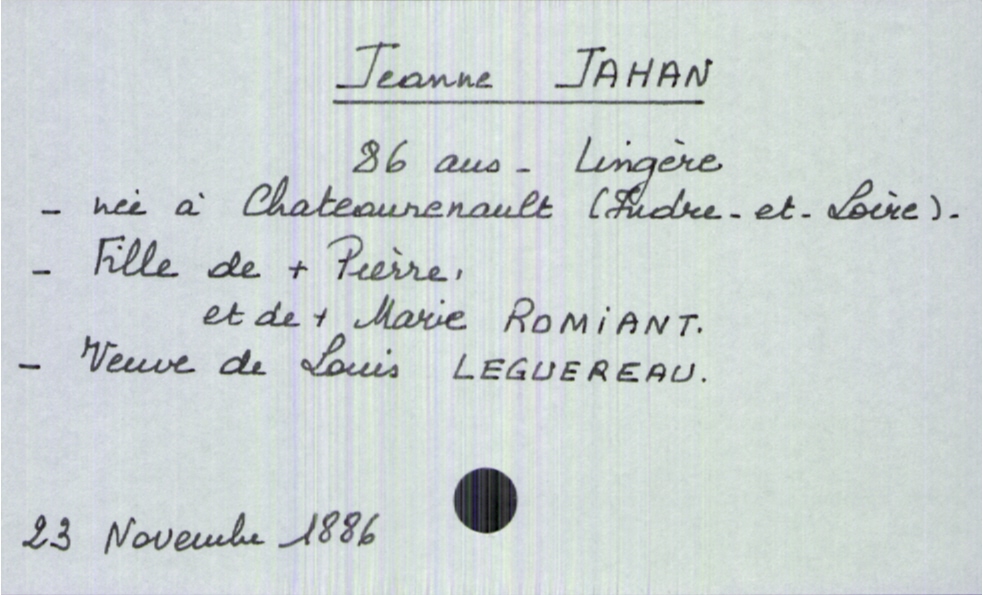 Jeanne JAHAN
86 ans - Lingère
- née à Chateaurenault (Indre-et-Loire).
- Fille de + Pierre,
et de + Marie ROMIANT.
- Veuve de Louis LEGUEREAU.
23 Novembre 1886